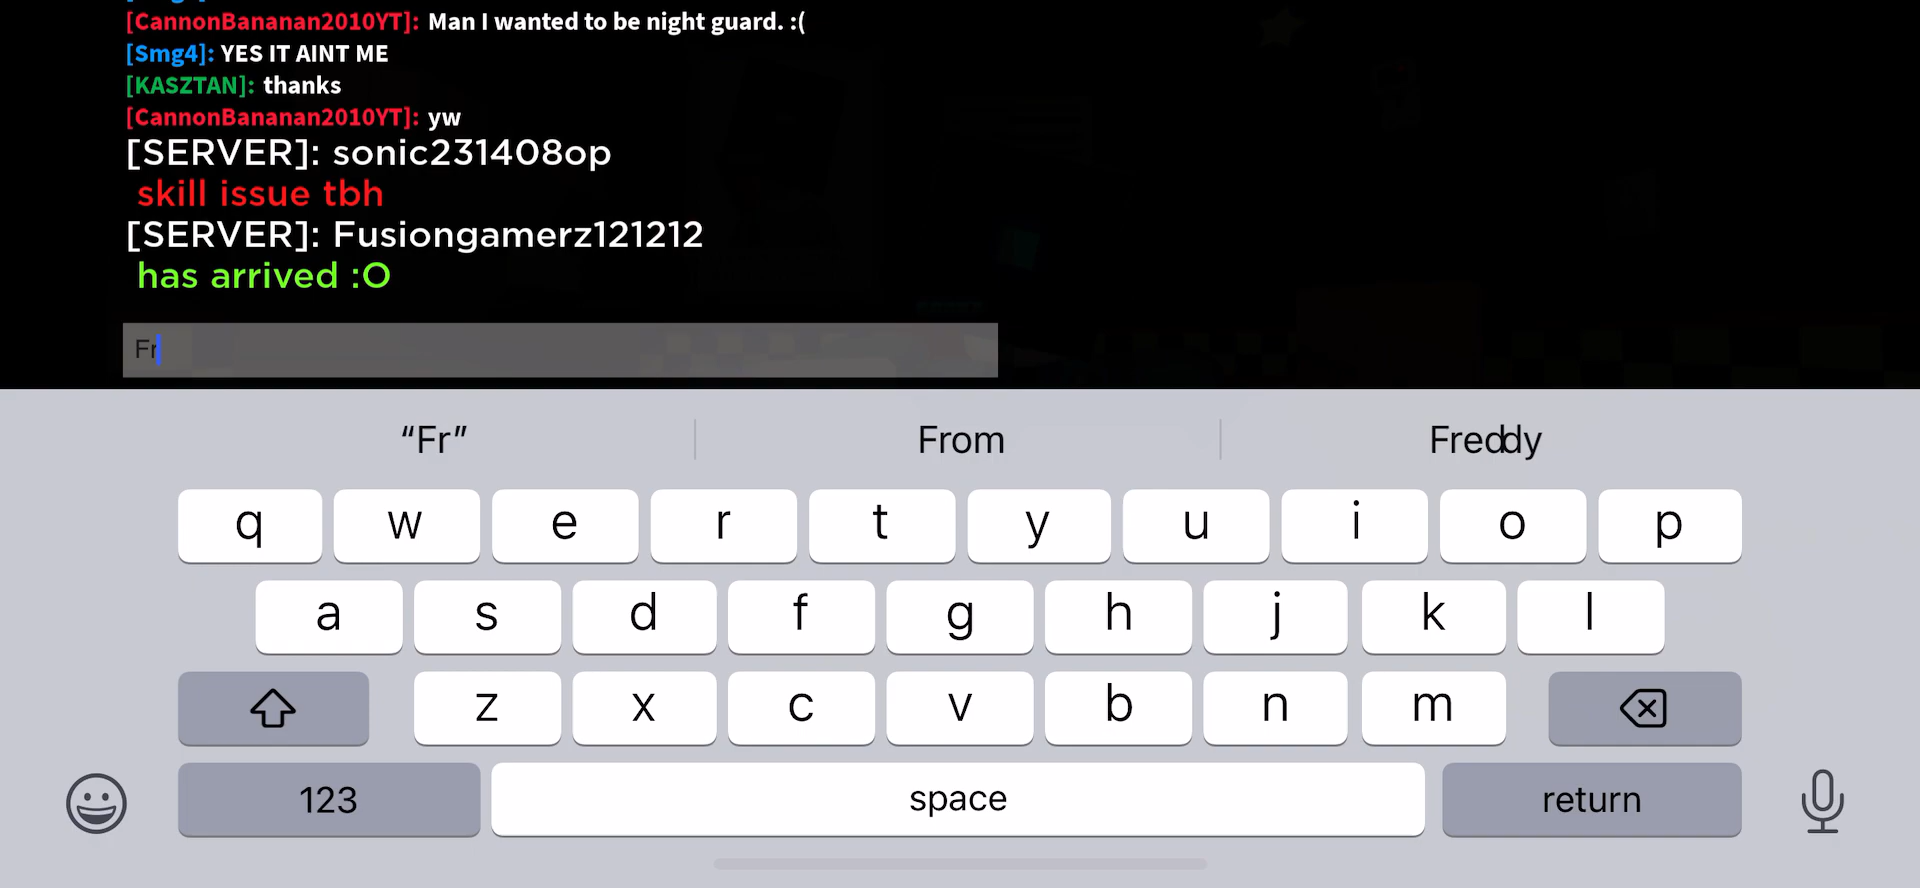 [CannonBananan2010YT]: Man I wanted to be night guard. :(
[Smg4]: YES IT AINT ME
[KASZTAN]: thanks
[CannonBananan2010YT]: yw
[SERVER]: sonic231408op
skill issue tbh
[SERVER]: Fusiongamerz121212
has arrived :O
Fr
“Fr” From Freddy
q w e r t y u i o p
a s d f g h j k l
z x c v b n m
123 space return